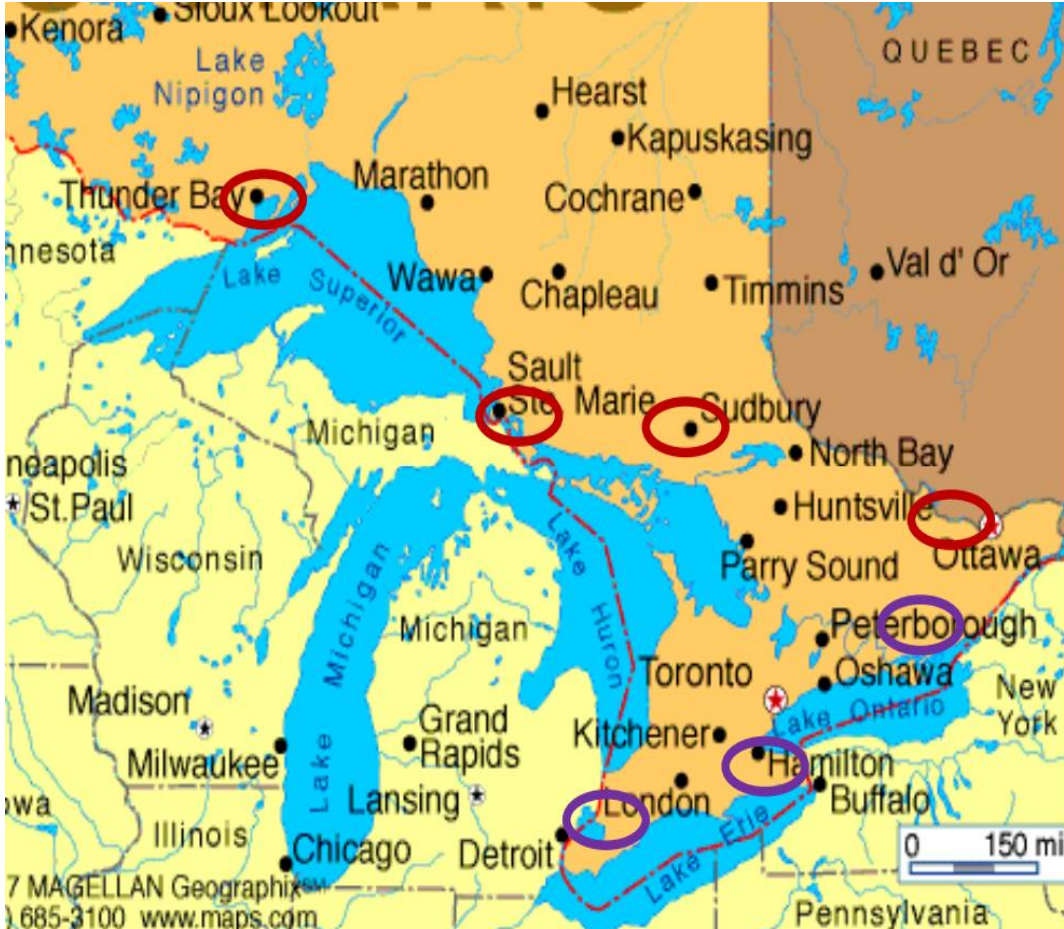 Sioux Lookout
Kenora
Lake
Nipigon
QUEBEC
Hearst
Kapuskasing
Thunder Bay
Marathon
Cochrane
nnesota
Lake Superior
Wawa
Chapleau
Timmins
Val d' Or
Sault
Ste. Marie
Sudbury
Michigan
North Bay
neapolis
St.Paul
Huntsville
Wisconsin
Lake Huron
Parry Sound
Ottawa
Lake Michigan
Michigan
Peterborough
Toronto
Oshawa
New
York
Madison
Lake Ontario
Grand
Rapids
Kitchener
Milwaukee
Hamilton
Lansing
London
Buffalo
owa
Illinois
Chicago
Detroit
Lake Erie
0 150 mi
7 MAGELLAN Geographix
685-3100 www.maps.com
Pennsylvania